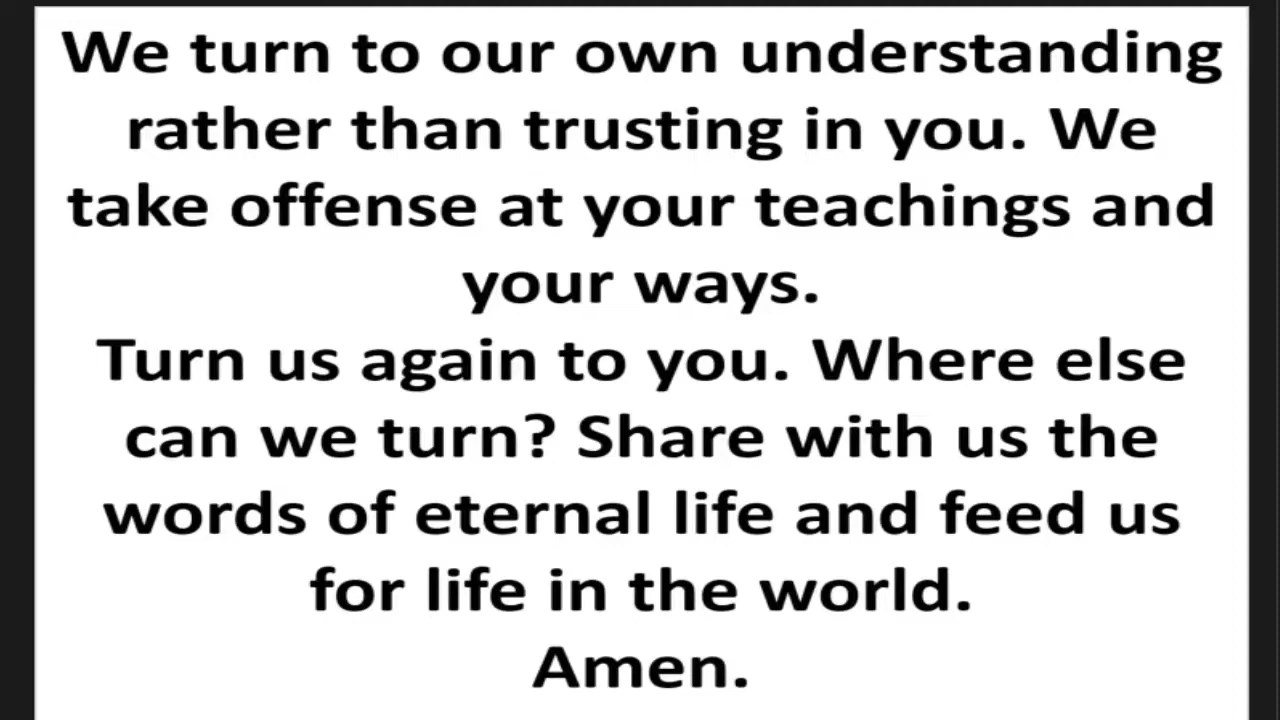 We turn to our own understanding
rather than trusting in you. We
take offense at your teachings and
your ways.
Turn us again to you. Where else
can we turn? Share with us the
words of eternal life and feed us
for life in the world.
Amen.